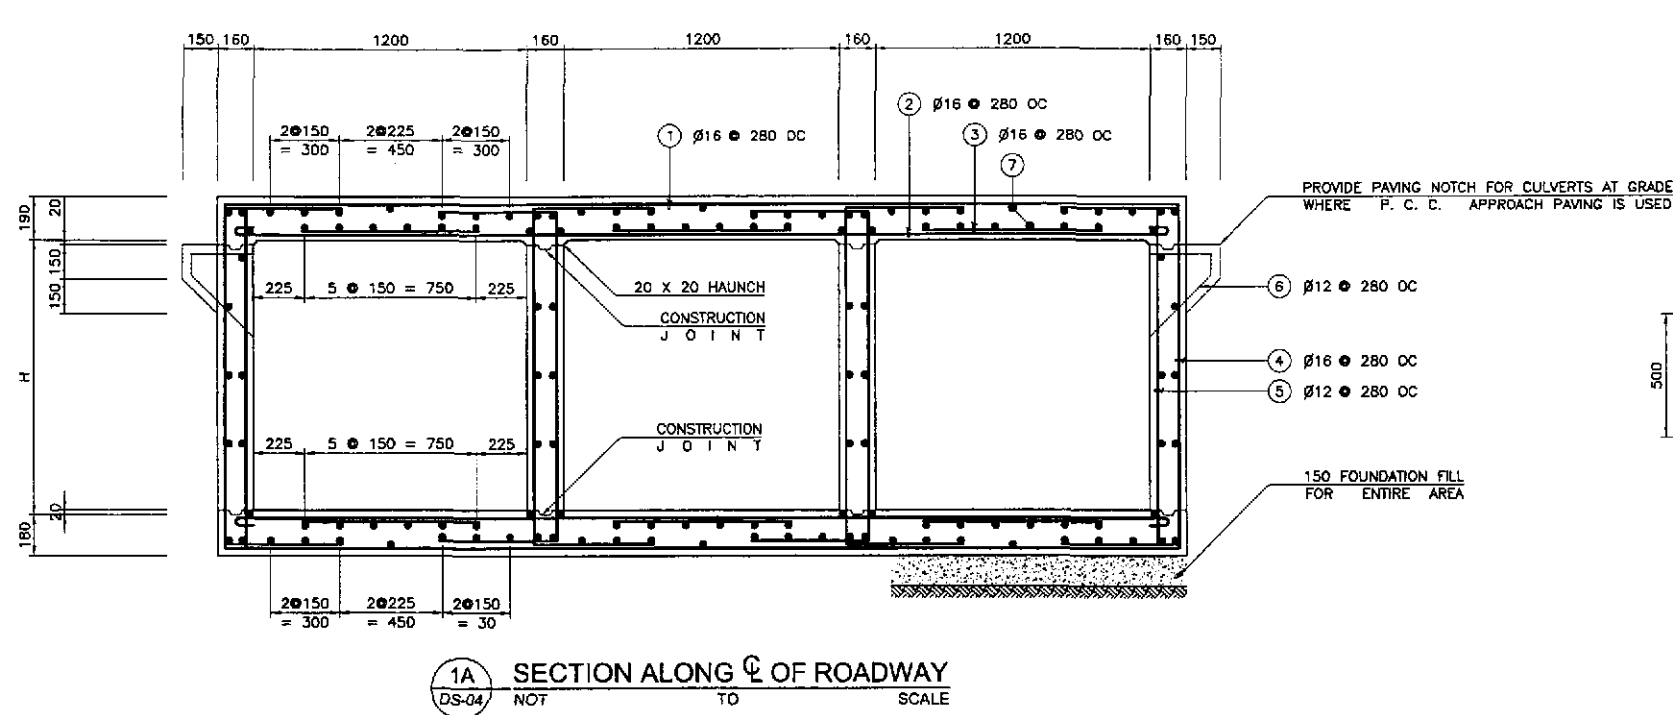 150 160 1200 160 1200 160 1200 160 150
2 Ø16 @ 280 OC
2@150 2@225 2@150
= 300 = 450 = 300
1 Ø16 @ 280 OC
3 Ø16 @ 280 OC
7
PROVIDE PAVING NOTCH FOR CULVERTS AT GRADE
WHERE P. C. C. APPROACH PAVING IS USED
190
20
150
150
225 5 @ 150 = 750 225
20 X 20 HAUNCH
6 Ø12 @ 280 OC
CONSTRUCTION
JOINT
4 Ø16 @ 280 OC
H
500
5 Ø12 @ 280 OC
225 5 @ 150 = 750 225
CONSTRUCTION
JOINT
150 FOUNDATION FILL
FOR ENTIRE AREA
20
180
2@150 2@225 2@150
= 300 = 450 = 30
1A SECTION ALONG ℄ OF ROADWAY
DS-04 NOT TO SCALE